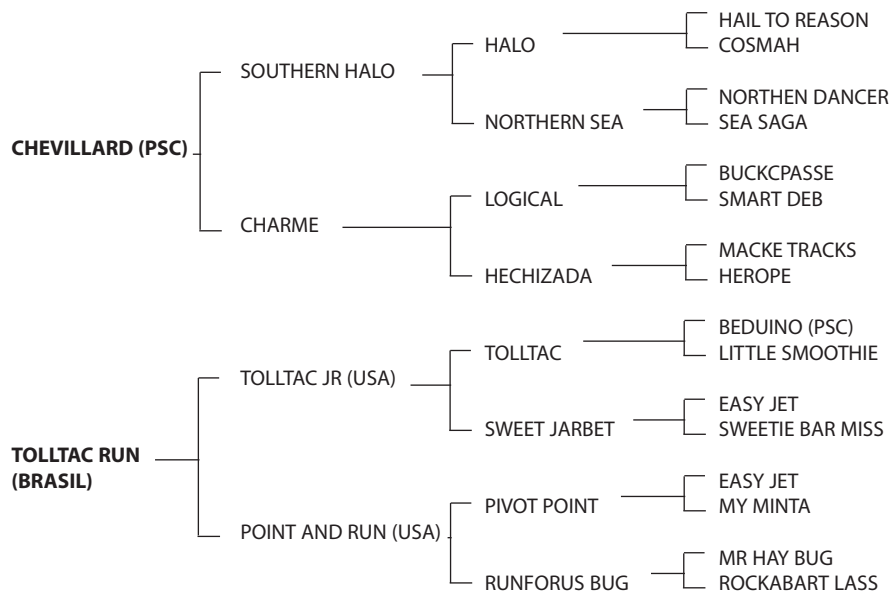 HAIL TO REASON
HALO
COSMAH
SOUTHERN HALO
NORTHEN DANCER
NORTHERN SEA
SEA SAGA
CHEVILLARD (PSC)
BUCKCPASSE
LOGICAL
SMART DEB
CHARME
MACKE TRACKS
HECHIZADA
HEROPE
BEDUINO (PSC)
TOLLTAC
LITTLE SMOOTHIE
TOLLTAC JR (USA)
EASY JET
SWEET JARBET
SWEETIE BAR MISS
TOLLTAC RUN
(BRASIL)
EASY JET
PIVOT POINT
MY MINTA
POINT AND RUN (USA)
MR HAY BUG
RUNFORUS BUG
ROCKABART LASS